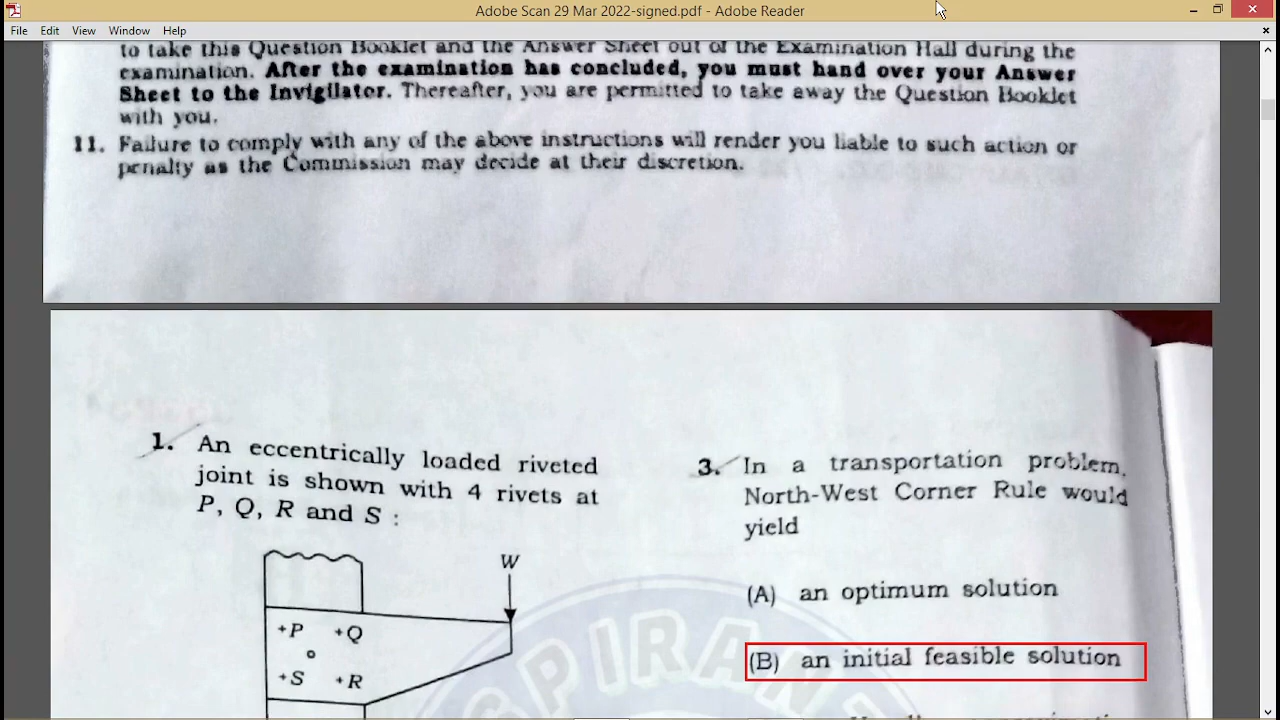 Adobe Scan 29 Mar 2022-signed.pdf - Adobe Reader
File Edit View Window Help
to take this Question Booklet and the Answer Sheet out of the Examination Hall during the
examination. After the examination has concluded, you must hand over your Answer
Sheet to the Invigilator. Thereafter, you are permitted to take away the Question Booklet
with you.
11. Failure to comply with any of the above instructions will render you liable to such action or
penalty as the Commission may decide at their discretion.
1. An eccentrically loaded riveted
joint is shown with 4 rivets at
P, Q, R and S :
W
+P +Q
+S +R
3. In a transportation problem,
North-West Corner Rule would
yield
(A) an optimum solution
(B) an initial feasible solution